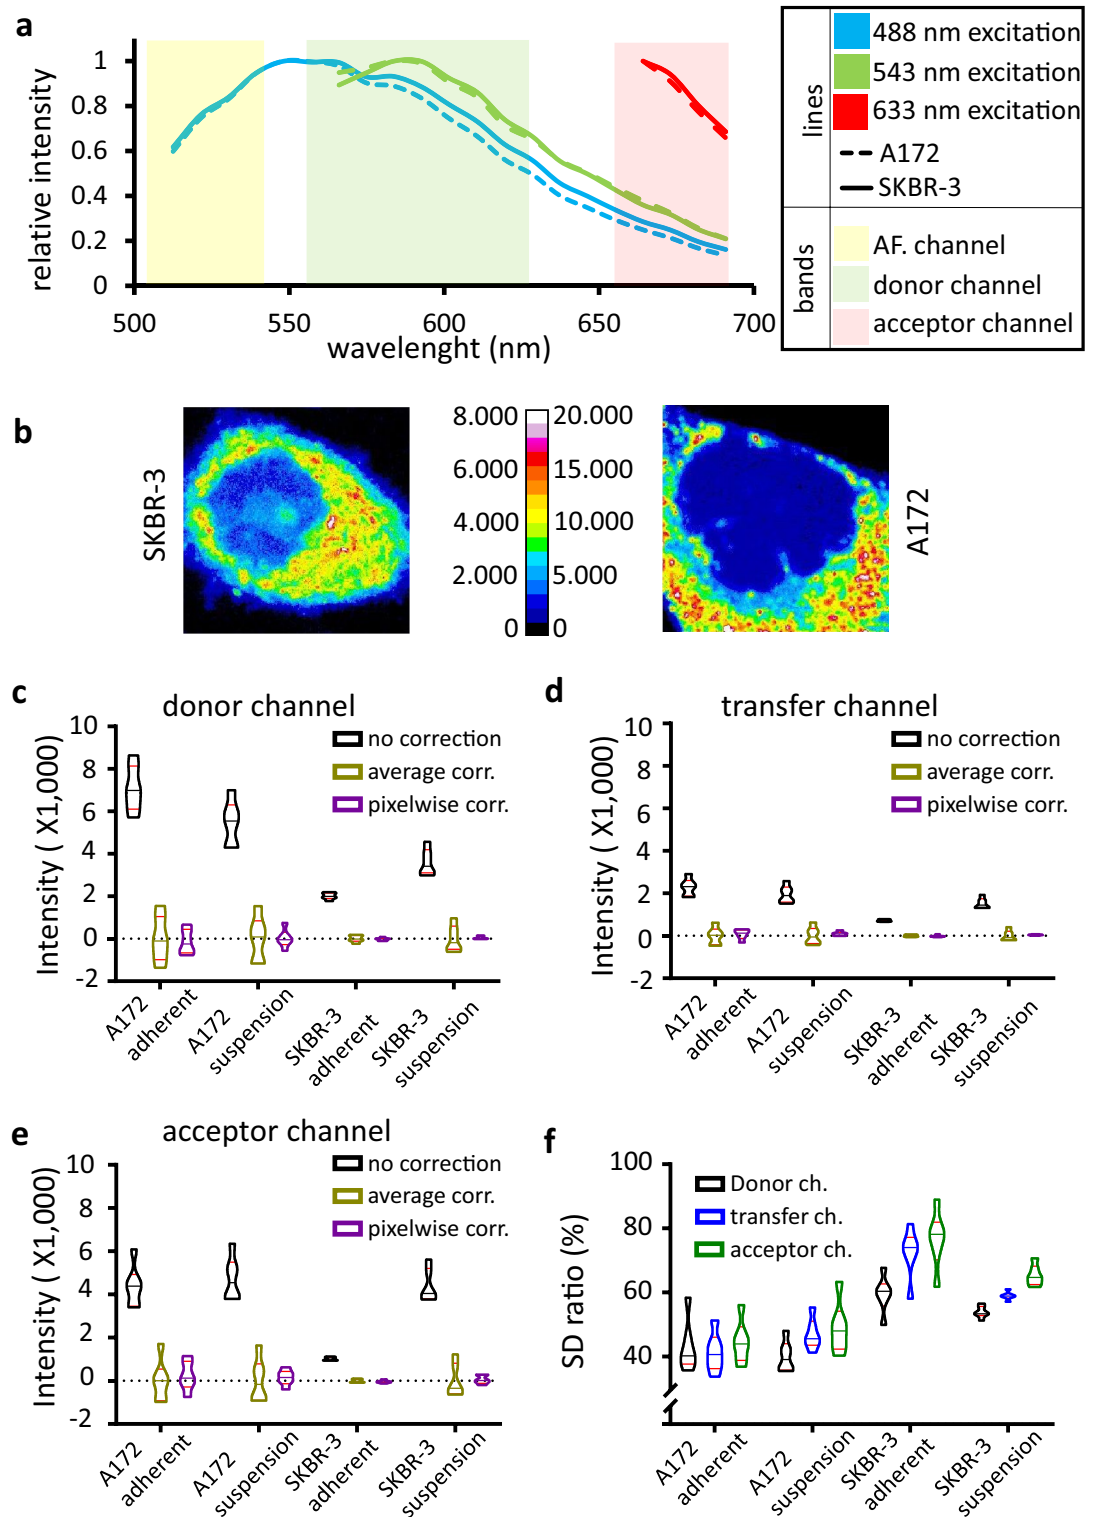 a
relative intensity
1
0.8
0.6
0.4
0.2
0
500
550
600
650
700
wavelenght (nm)
lines
488 nm excitation
543 nm excitation
633 nm excitation
A172
SKBR-3
bands
AF. channel
donor channel
acceptor channel
b
SKBR-3
8.000
6.000
4.000
2.000
0
20.000
15.000
10.000
5.000
0
A172
c
donor channel
Intensity ( X1,000)
10
8
6
4
2
0
-2
no correction
average corr.
pixelwise corr.
A172
adherent
A172
suspension
SKBR-3
adherent
SKBR-3
suspension
d
transfer channel
Intensity ( X1,000)
10
8
6
4
2
0
-2
no correction
average corr.
pixelwise corr.
A172
adherent
A172
suspension
SKBR-3
adherent
SKBR-3
suspension
e
acceptor channel
Intensity ( X1,000)
10
8
6
4
2
0
-2
no correction
average corr.
pixelwise corr.
A172
adherent
A172
suspension
SKBR-3
adherent
SKBR-3
suspension
f
SD ratio (%)
100
80
60
40
Donor ch.
transfer ch.
acceptor ch.
A172
adherent
A172
suspension
SKBR-3
adherent
SKBR-3
suspension